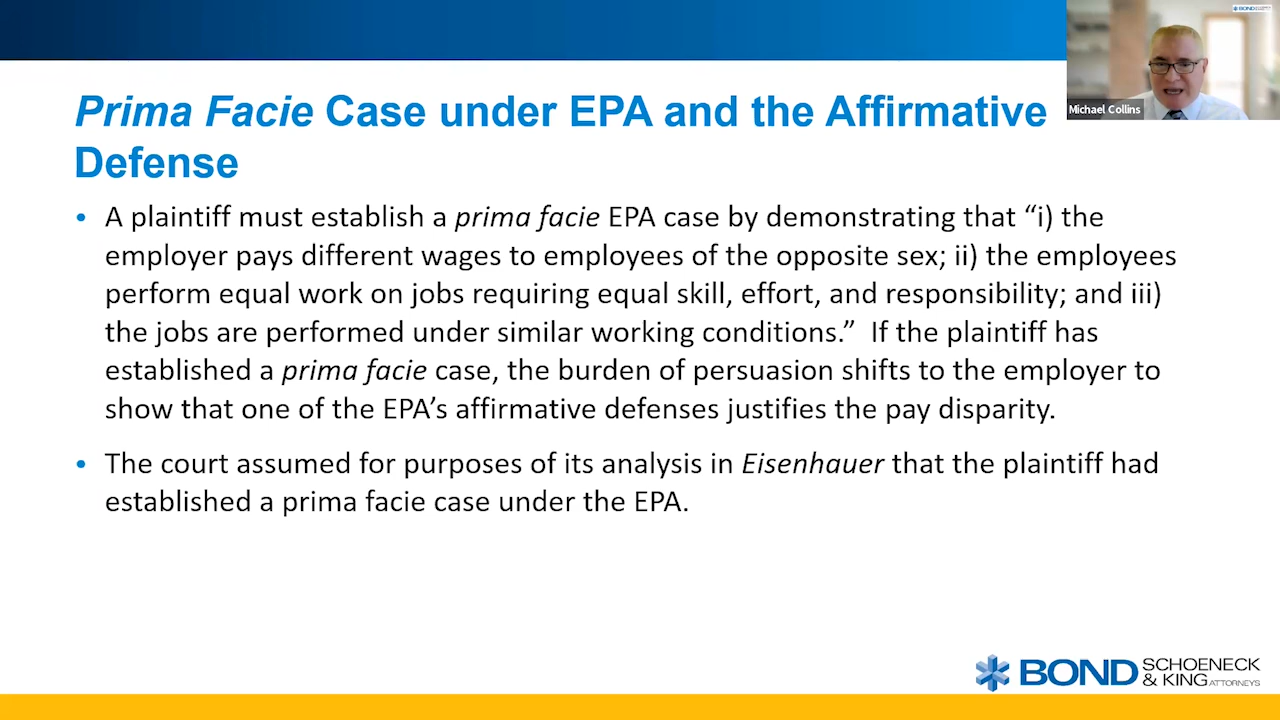 BOND
Michael Collins
Prima Facie Case under EPA and the Affirmative
Defense
• A plaintiff must establish a prima facie EPA case by demonstrating that “i) the
employer pays different wages to employees of the opposite sex; ii) the employees
perform equal work on jobs requiring equal skill, effort, and responsibility; and iii)
the jobs are performed under similar working conditions.”  If the plaintiff has
established a prima facie case, the burden of persuasion shifts to the employer to
show that one of the EPA’s affirmative defenses justifies the pay disparity.
• The court assumed for purposes of its analysis in Eisenhauer that the plaintiff had
established a prima facie case under the EPA.
BOND SCHOENECK
& KING ATTORNEYS